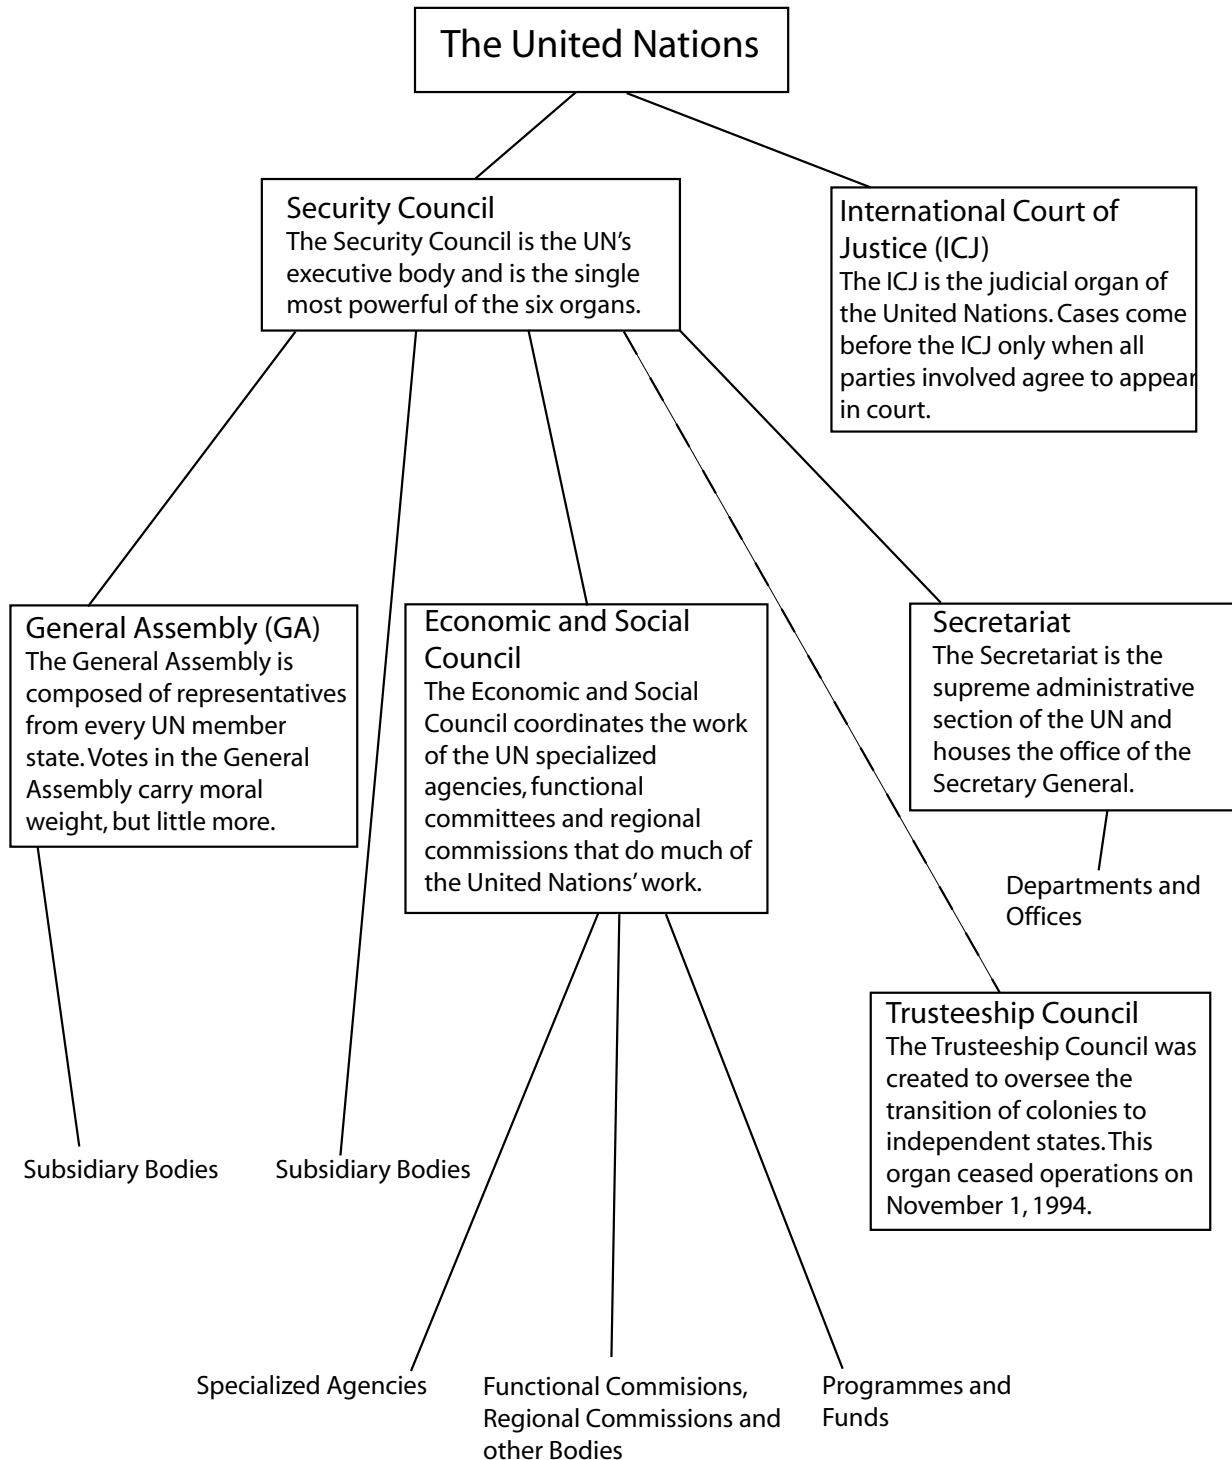 The United Nations
Security Council
The Security Council is the UN's
executive body and is the single
most powerful of the six organs.
International Court of
Justice (ICJ)
The ICJ is the judicial organ of
the United Nations. Cases come
before the ICJ only when all
parties involved agree to appear
in court.
General Assembly (GA)
The General Assembly is
composed of representatives
from every UN member
state. Votes in the General
Assembly carry moral
weight, but little more.
Economic and Social
Council
The Economic and Social
Council coordinates the work
of the UN specialized
agencies, functional
committees and regional
commissions that do much of
the United Nations' work.
Secretariat
The Secretariat is the
supreme administrative
section of the UN and
houses the office of the
Secretary General.
Departments and
Offices
Trusteeship Council
The Trusteeship Council was
created to oversee the
transition of colonies to
independent states. This
organ ceased operations on
November 1, 1994.
Subsidiary Bodies
Subsidiary Bodies
Specialized Agencies
Functional Commisions,
Regional Commissions and
other Bodies
Programmes and
Funds